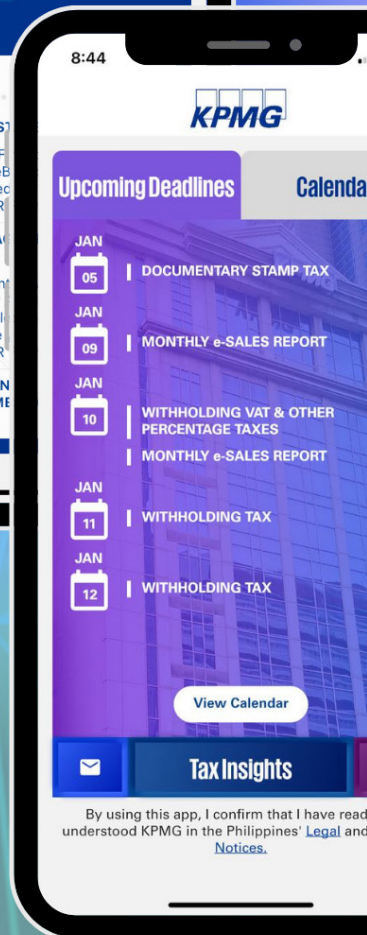 8:44
KPMG
Upcoming Deadlines
Calenda
JAN
05
DOCUMENTARY STAMP TAX
JAN
09
MONTHLY e-SALES REPORT
JAN
10
WITHHOLDING VAT & OTHER
PERCENTAGE TAXES
MONTHLY e-SALES REPORT
JAN
11
WITHHOLDING TAX
JAN
12
WITHHOLDING TAX
View Calendar
Tax Insights
By using this app, I confirm that I have read
understood KPMG in the Philippines' Legal and
Notices.